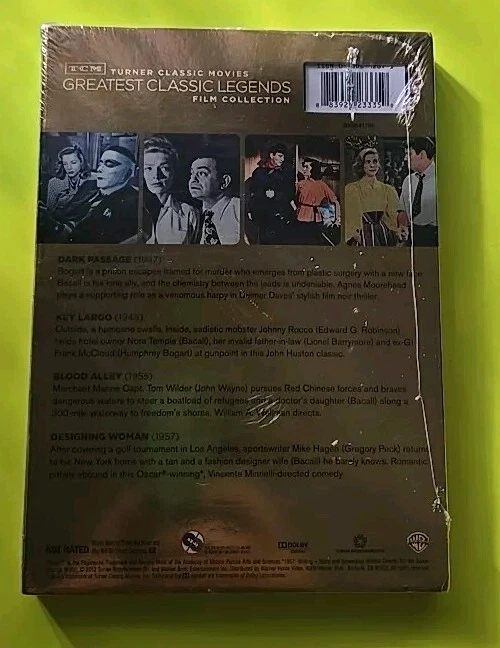 TCM TURNER CLASSIC MOVIES
GREATEST CLASSIC LEGENDS
FILM COLLECTION
DARK PASSAGE (1947)
Bogart is a prison escapee framed for murder who emerges from plastic surgery with a new face.
Bacall is his lone ally, and the chemistry between the leads is undeniable. Agnes Moorehead
plays a supporting role as a venomous harpy in Delmer Daves' stylish film noir thriller.
KEY LARGO (1948)
Outside, a hurricane swells. Inside, sadistic mobster Johnny Rocco (Edward G. Robinson)
holds hotel owner Nora Temple (Bacall), her invalid father-in-law (Lionel Barrymore) and ex-GI
Frank McCloud (Humphrey Bogart) at gunpoint in this John Huston classic.
BLOOD ALLEY (1955)
Merchant Marine Capt. Tom Wilder (John Wayne) pursues Red Chinese forces and braves
dangerous waters to steer a boatload of refugees and a doctor's daughter (Bacall) along a
300-mile waterway to freedom's shores. William A. Wellman directs.
DESIGNING WOMAN (1957)
After covering a golf tournament in Los Angeles, sportswriter Mike Hagen (Gregory Peck) returns
to his New York home with a tan and a fashion designer wife (Bacall) he barely knows. Romantic
pitfalls abound in this Oscar®-winning*, Vincente Minnelli-directed comedy.
NOT RATED
DOLBY